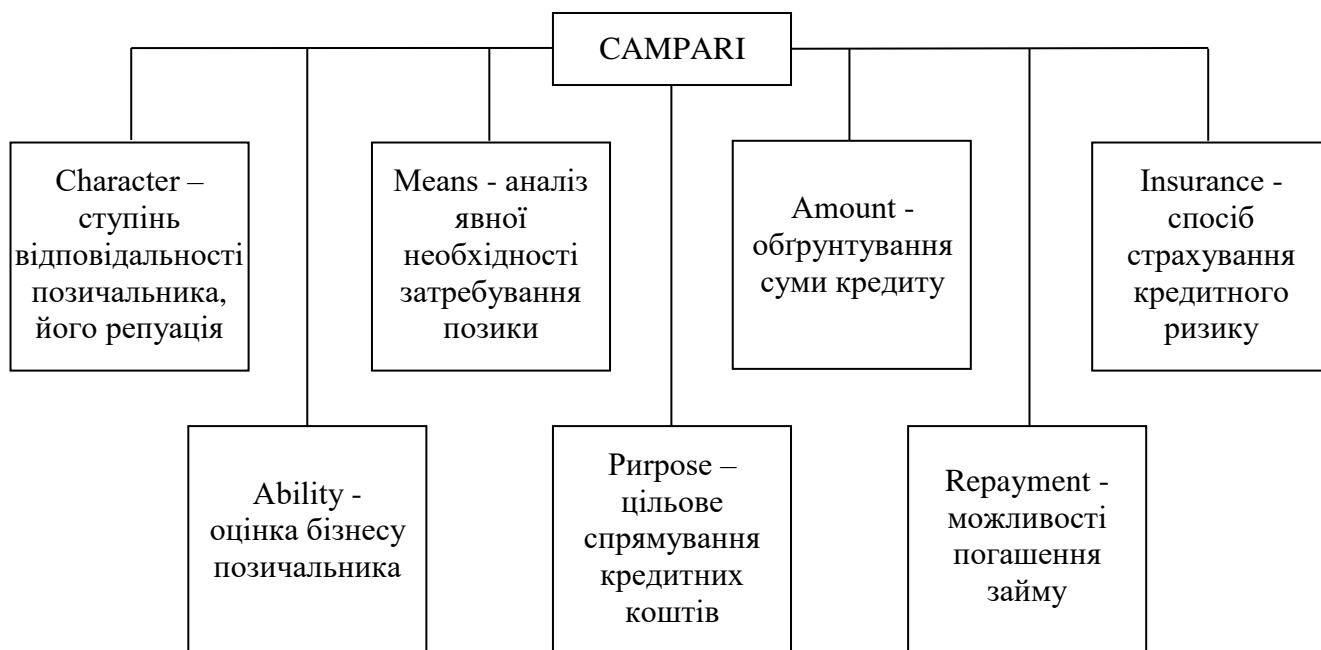 CAMPARI
Character –
ступінь
відповідальності
позичальника,
його репуація
Means - аналіз
явної
необхідності
затребування
позики
Amount -
обґрунтування
суми кредиту
Insurance -
спосіб
страхування
кредитного
ризику
Ability -
оцінка бізнесу
позичальника
Pиrpose –
цільове
спрямування
кредитних
коштів
Repayment -
можливості
погашення
займу